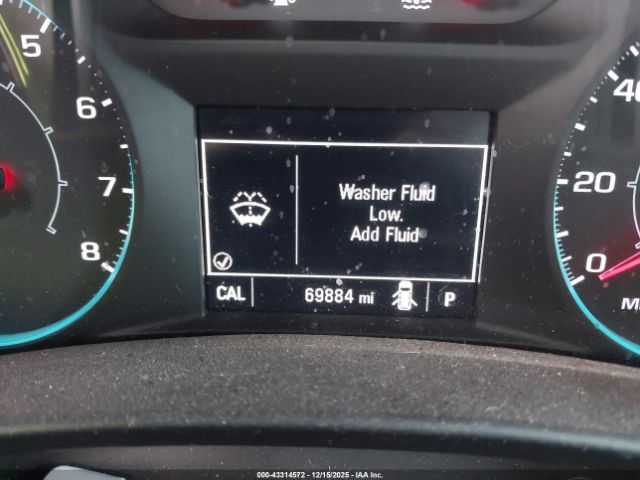 5
6
7
8
Washer Fluid
Low.
Add Fluid
CAL
69884 mi
P
40
20
0
000-43314572 - 12/15/2025 - IAA Inc.